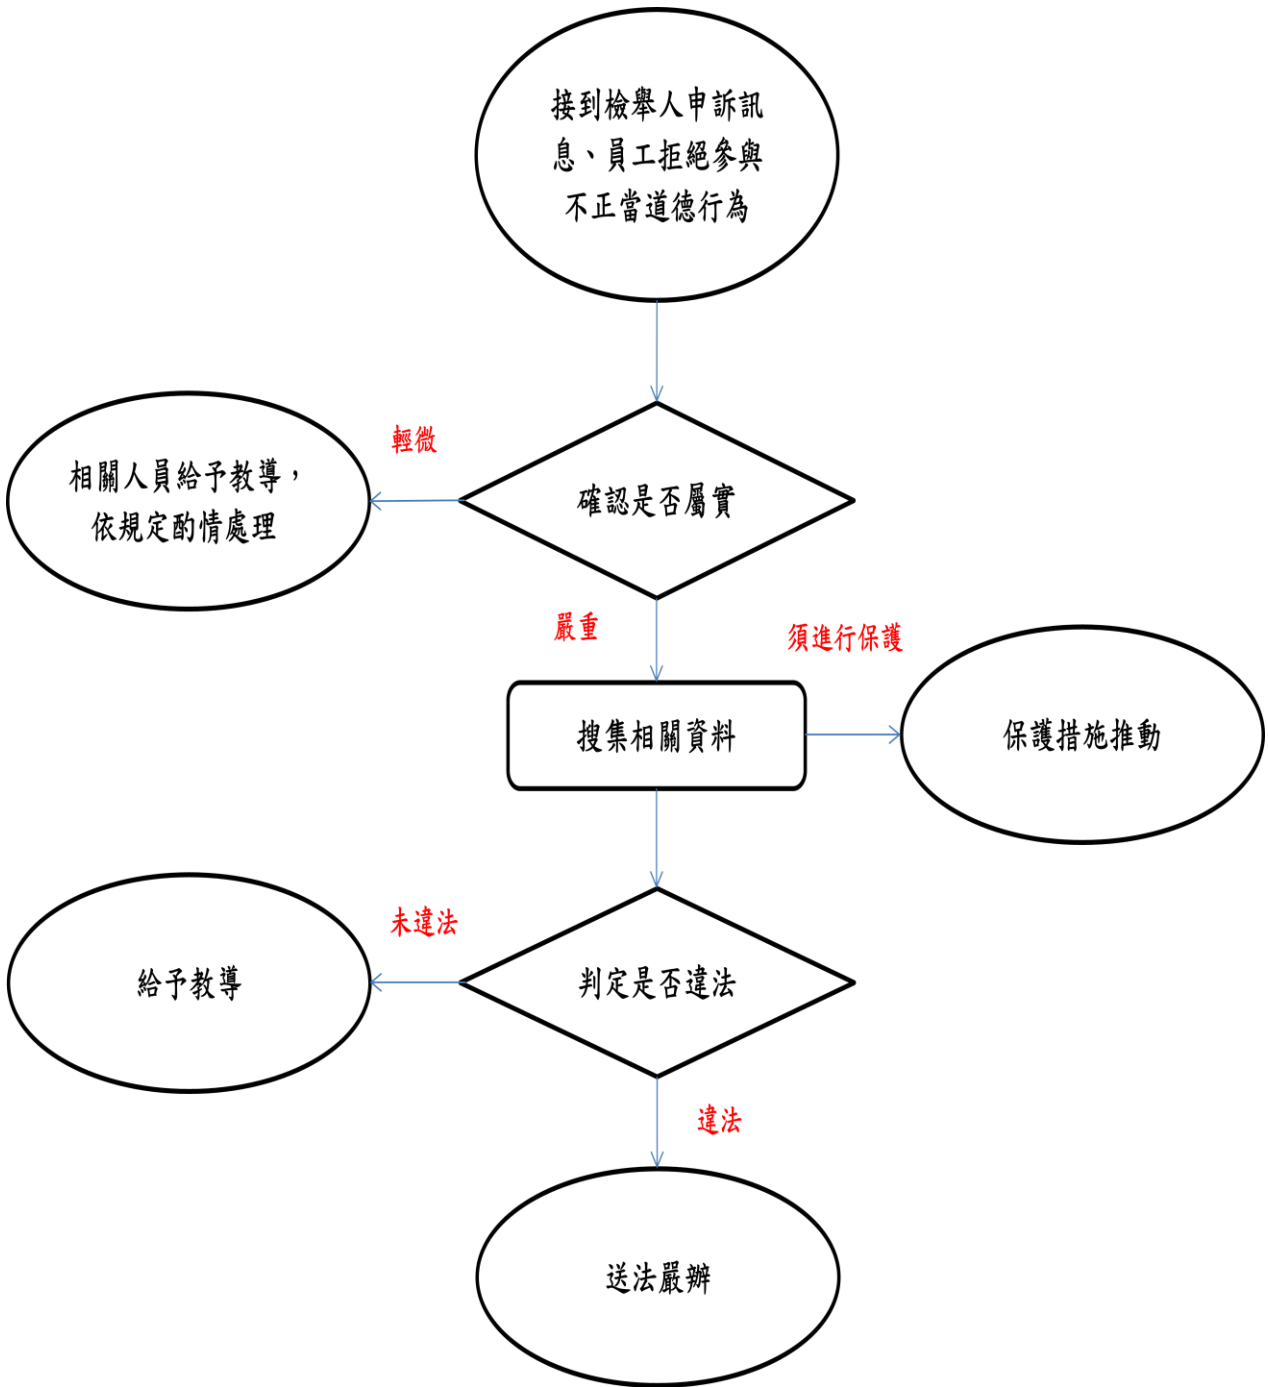 接到檢舉人申訴訊
息、員工拒絕參與
不正當道德行為
輕微
相關人員給予教導，
依規定酌情處理
確認是否屬實
嚴重
須進行保護
搜集相關資料
保護措施推動
未違法
給予教導
判定是否違法
違法
送法嚴辦